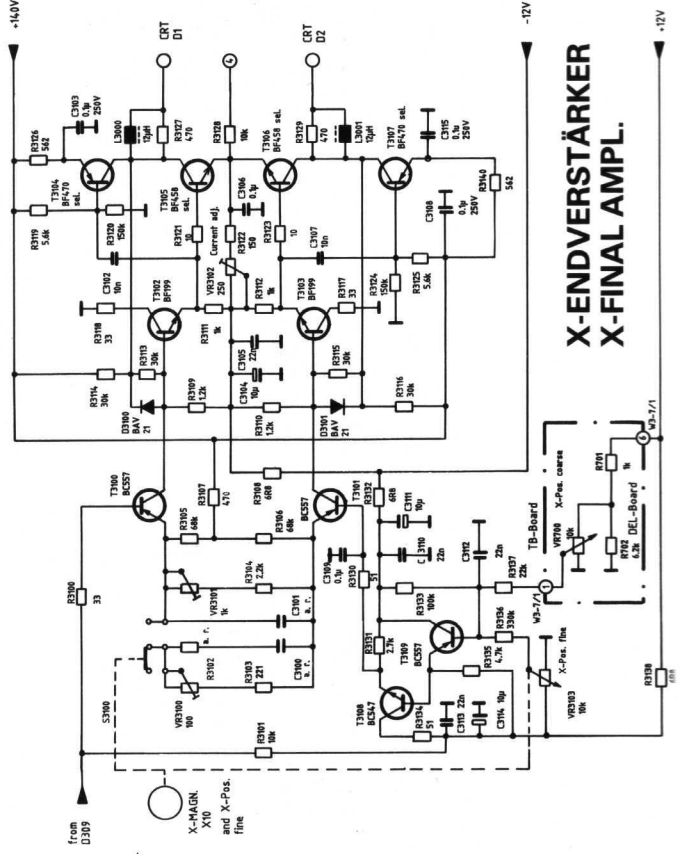 +140V
-12V
+12V
CRT
D1
4
CRT
D2
R3126
562
C3103
0.1µ
250V
L3000
12µH
R3127
470
R3128
10k
T3106
BF458
sel.
R3129
470
L3001
12µH
T3107
BF470 sel.
C3115
0.1u
250V
T3104
BF470
sel.
T3105
BF458
sel.
C3106
0.1µ
R3140
562
R3119
5.6k
R3120
150k
R3121
10
Current adj.
R3122
150
R3123
10
C3107
10n
C3108
0.1µ
250V
C3102
10n
VR3102
250
R3124
150k
R3125
5.6k
R3118
33
T3102
BF199
R3111
1k
R3112
1k
T3103
BF199
R3117
33
R3114
30k
R3113
30k
C3105
22n
C3104
10µ
R3115
30k
R3116
30k
D3100
BAV
21
R3109
1.2k
R3110
1.2k
D3101
BAV
21
X-ENDVERSTÄRKER
X-FINAL AMPL.
T3100
BC557
R3107
470
R3108
6R8
T3101
BC557
R3105
68k
R3106
68k
R3132
6R8
C3111
10µ
C3109
0.1µ
R3130
51
C3110
22n
C3112
22n
TB-Board
X-Pos. coarse
VR700
10k
R701
1k
R702
4.2k
DEL-Board
6
W3-7/1
1
W3-7/1
R3100
33
VR3101
1k
R3104
2.2k
C3101
a. r.
R3133
100k
R3137
22k
a. r.
R3102
S3100
VR3100
100
R3103
221
C3100
a. r.
R3131
2.7k
T3109
BC557
R3136
330k
R3135
4.7k
X-Pos. fine
VR3103
10k
T3108
BC547
R3134
51
C3113 22n
C3114 10µ
R3138
R3101
10k
from
D309
X-MAGN.
X10
and X-Pos.
fine